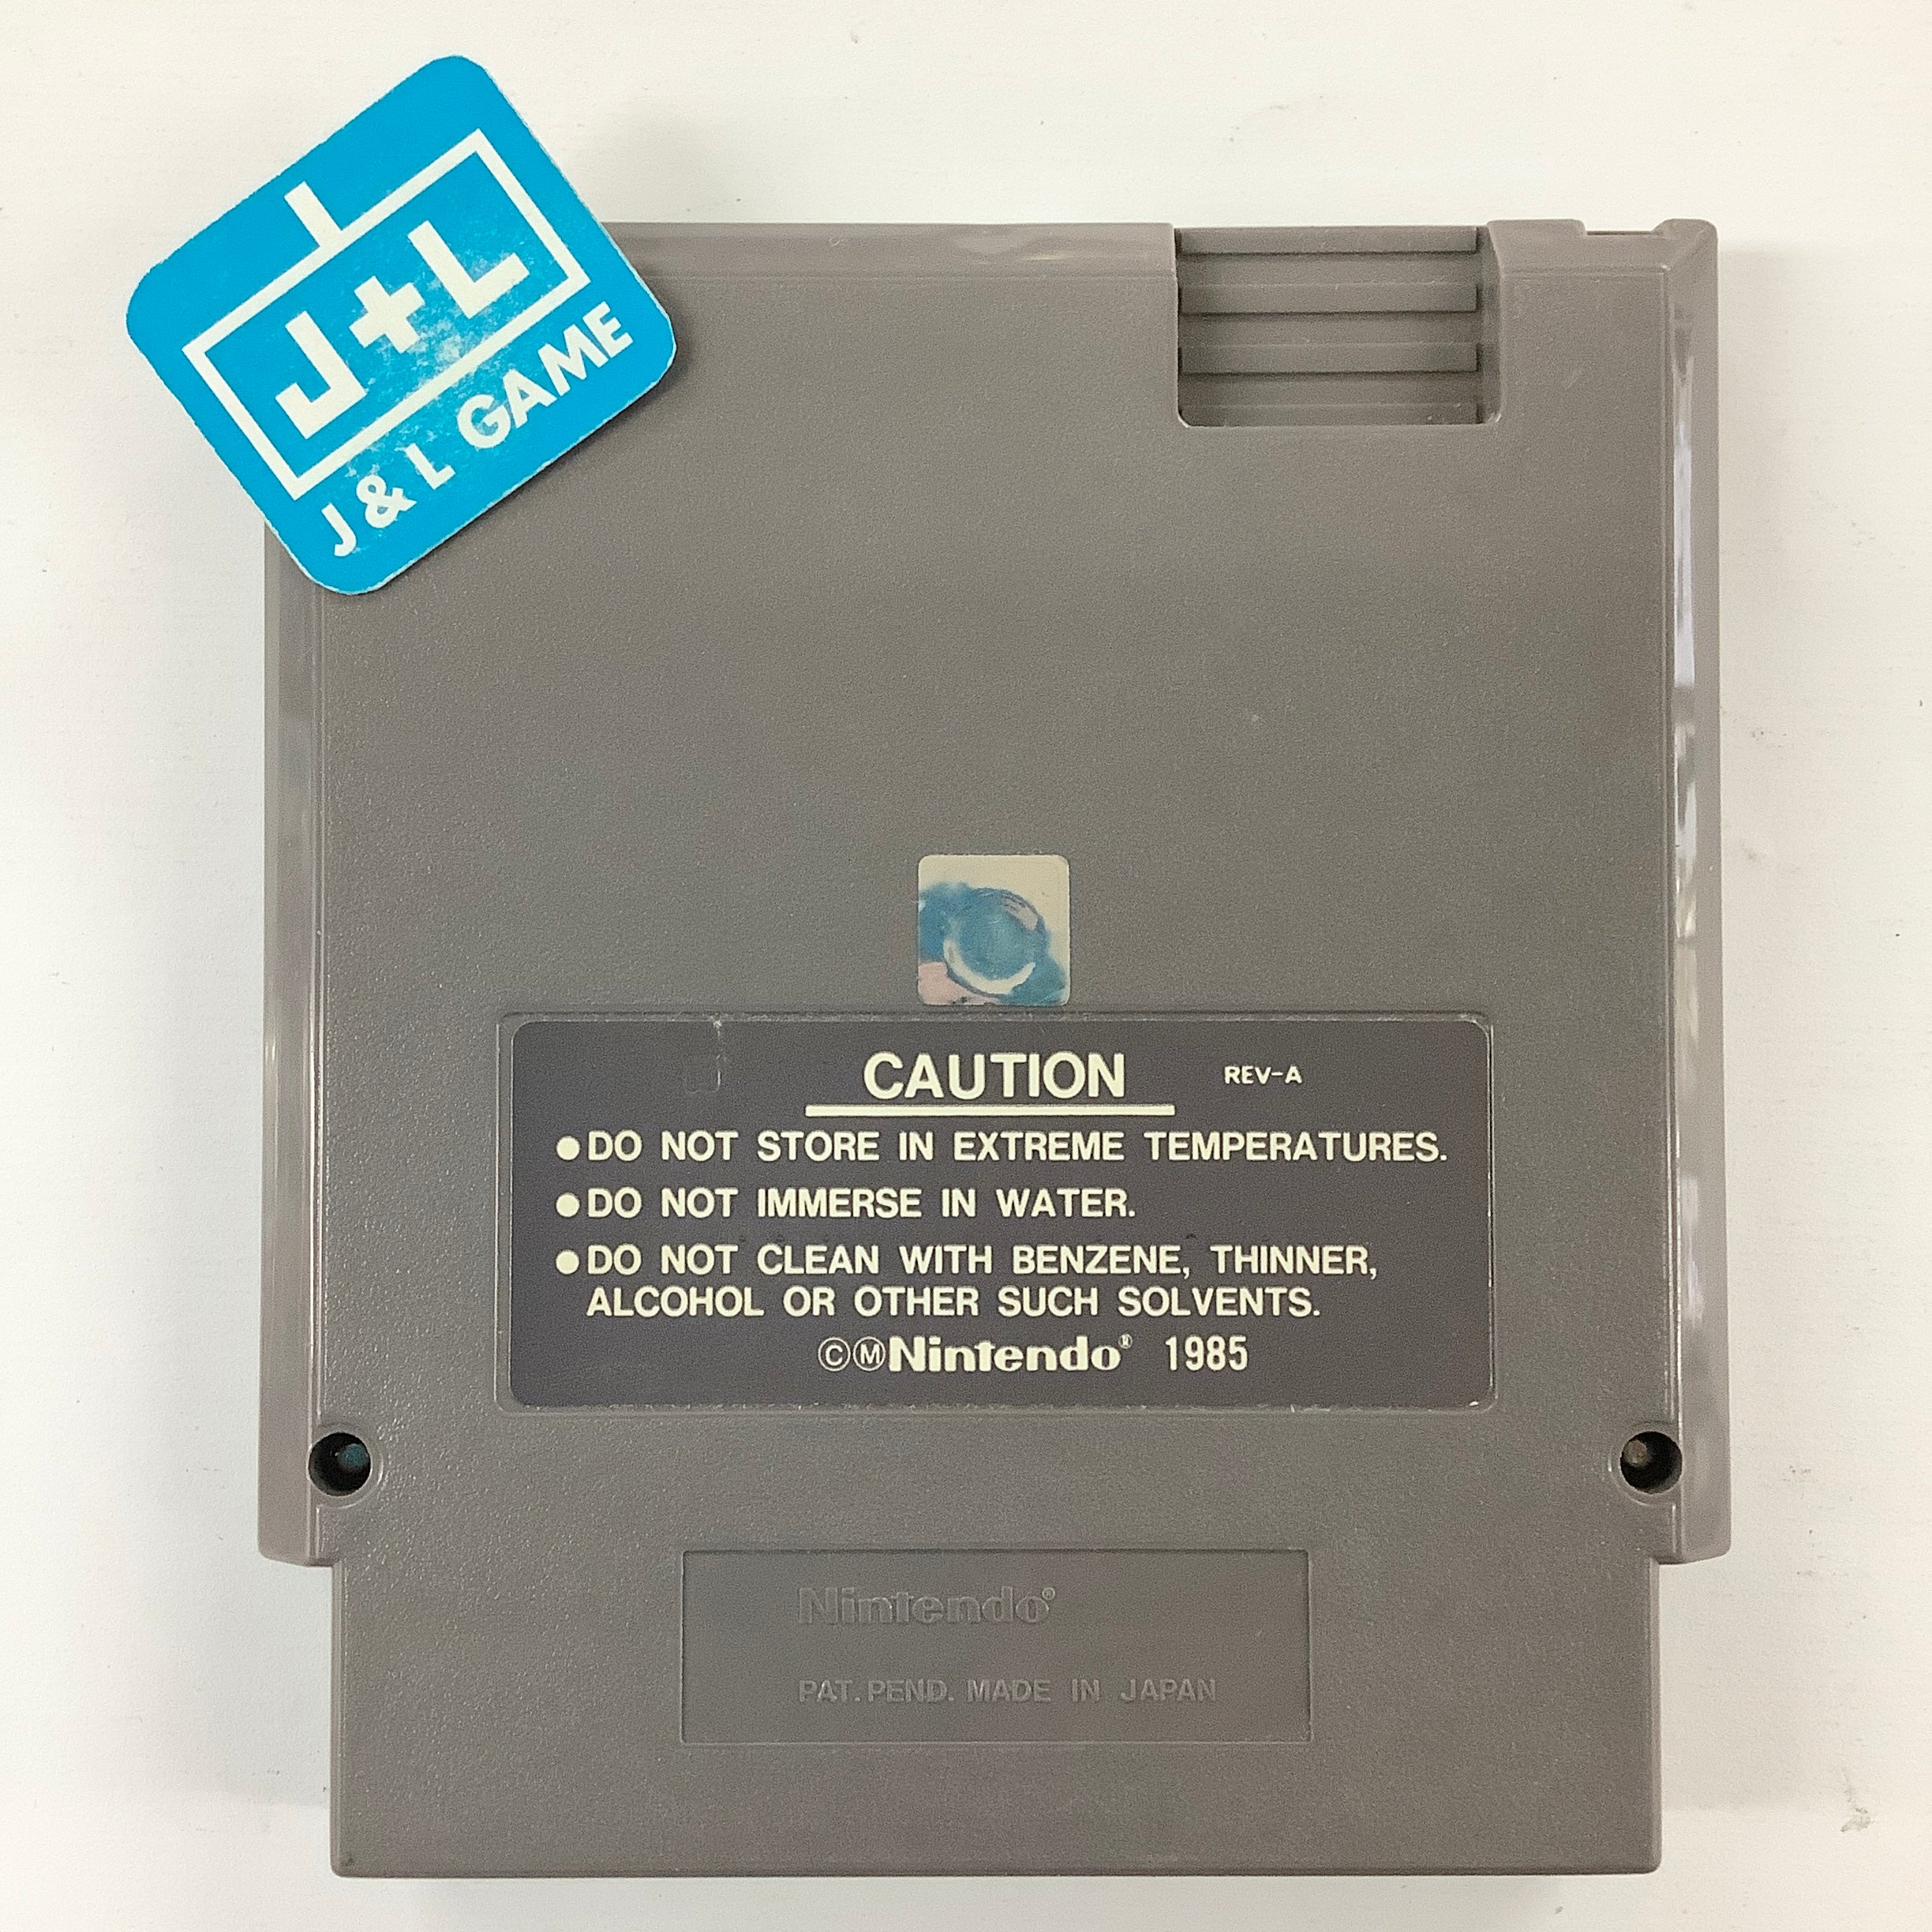 J+L
J & L GAME
CAUTION REV-A
●DO NOT STORE IN EXTREME TEMPERATURES.
●DO NOT IMMERSE IN WATER.
●DO NOT CLEAN WITH BENZENE, THINNER,
ALCOHOL OR OTHER SUCH SOLVENTS.
©ⓂNintendo® 1985
Nintendo®
PAT. PEND. MADE IN JAPAN